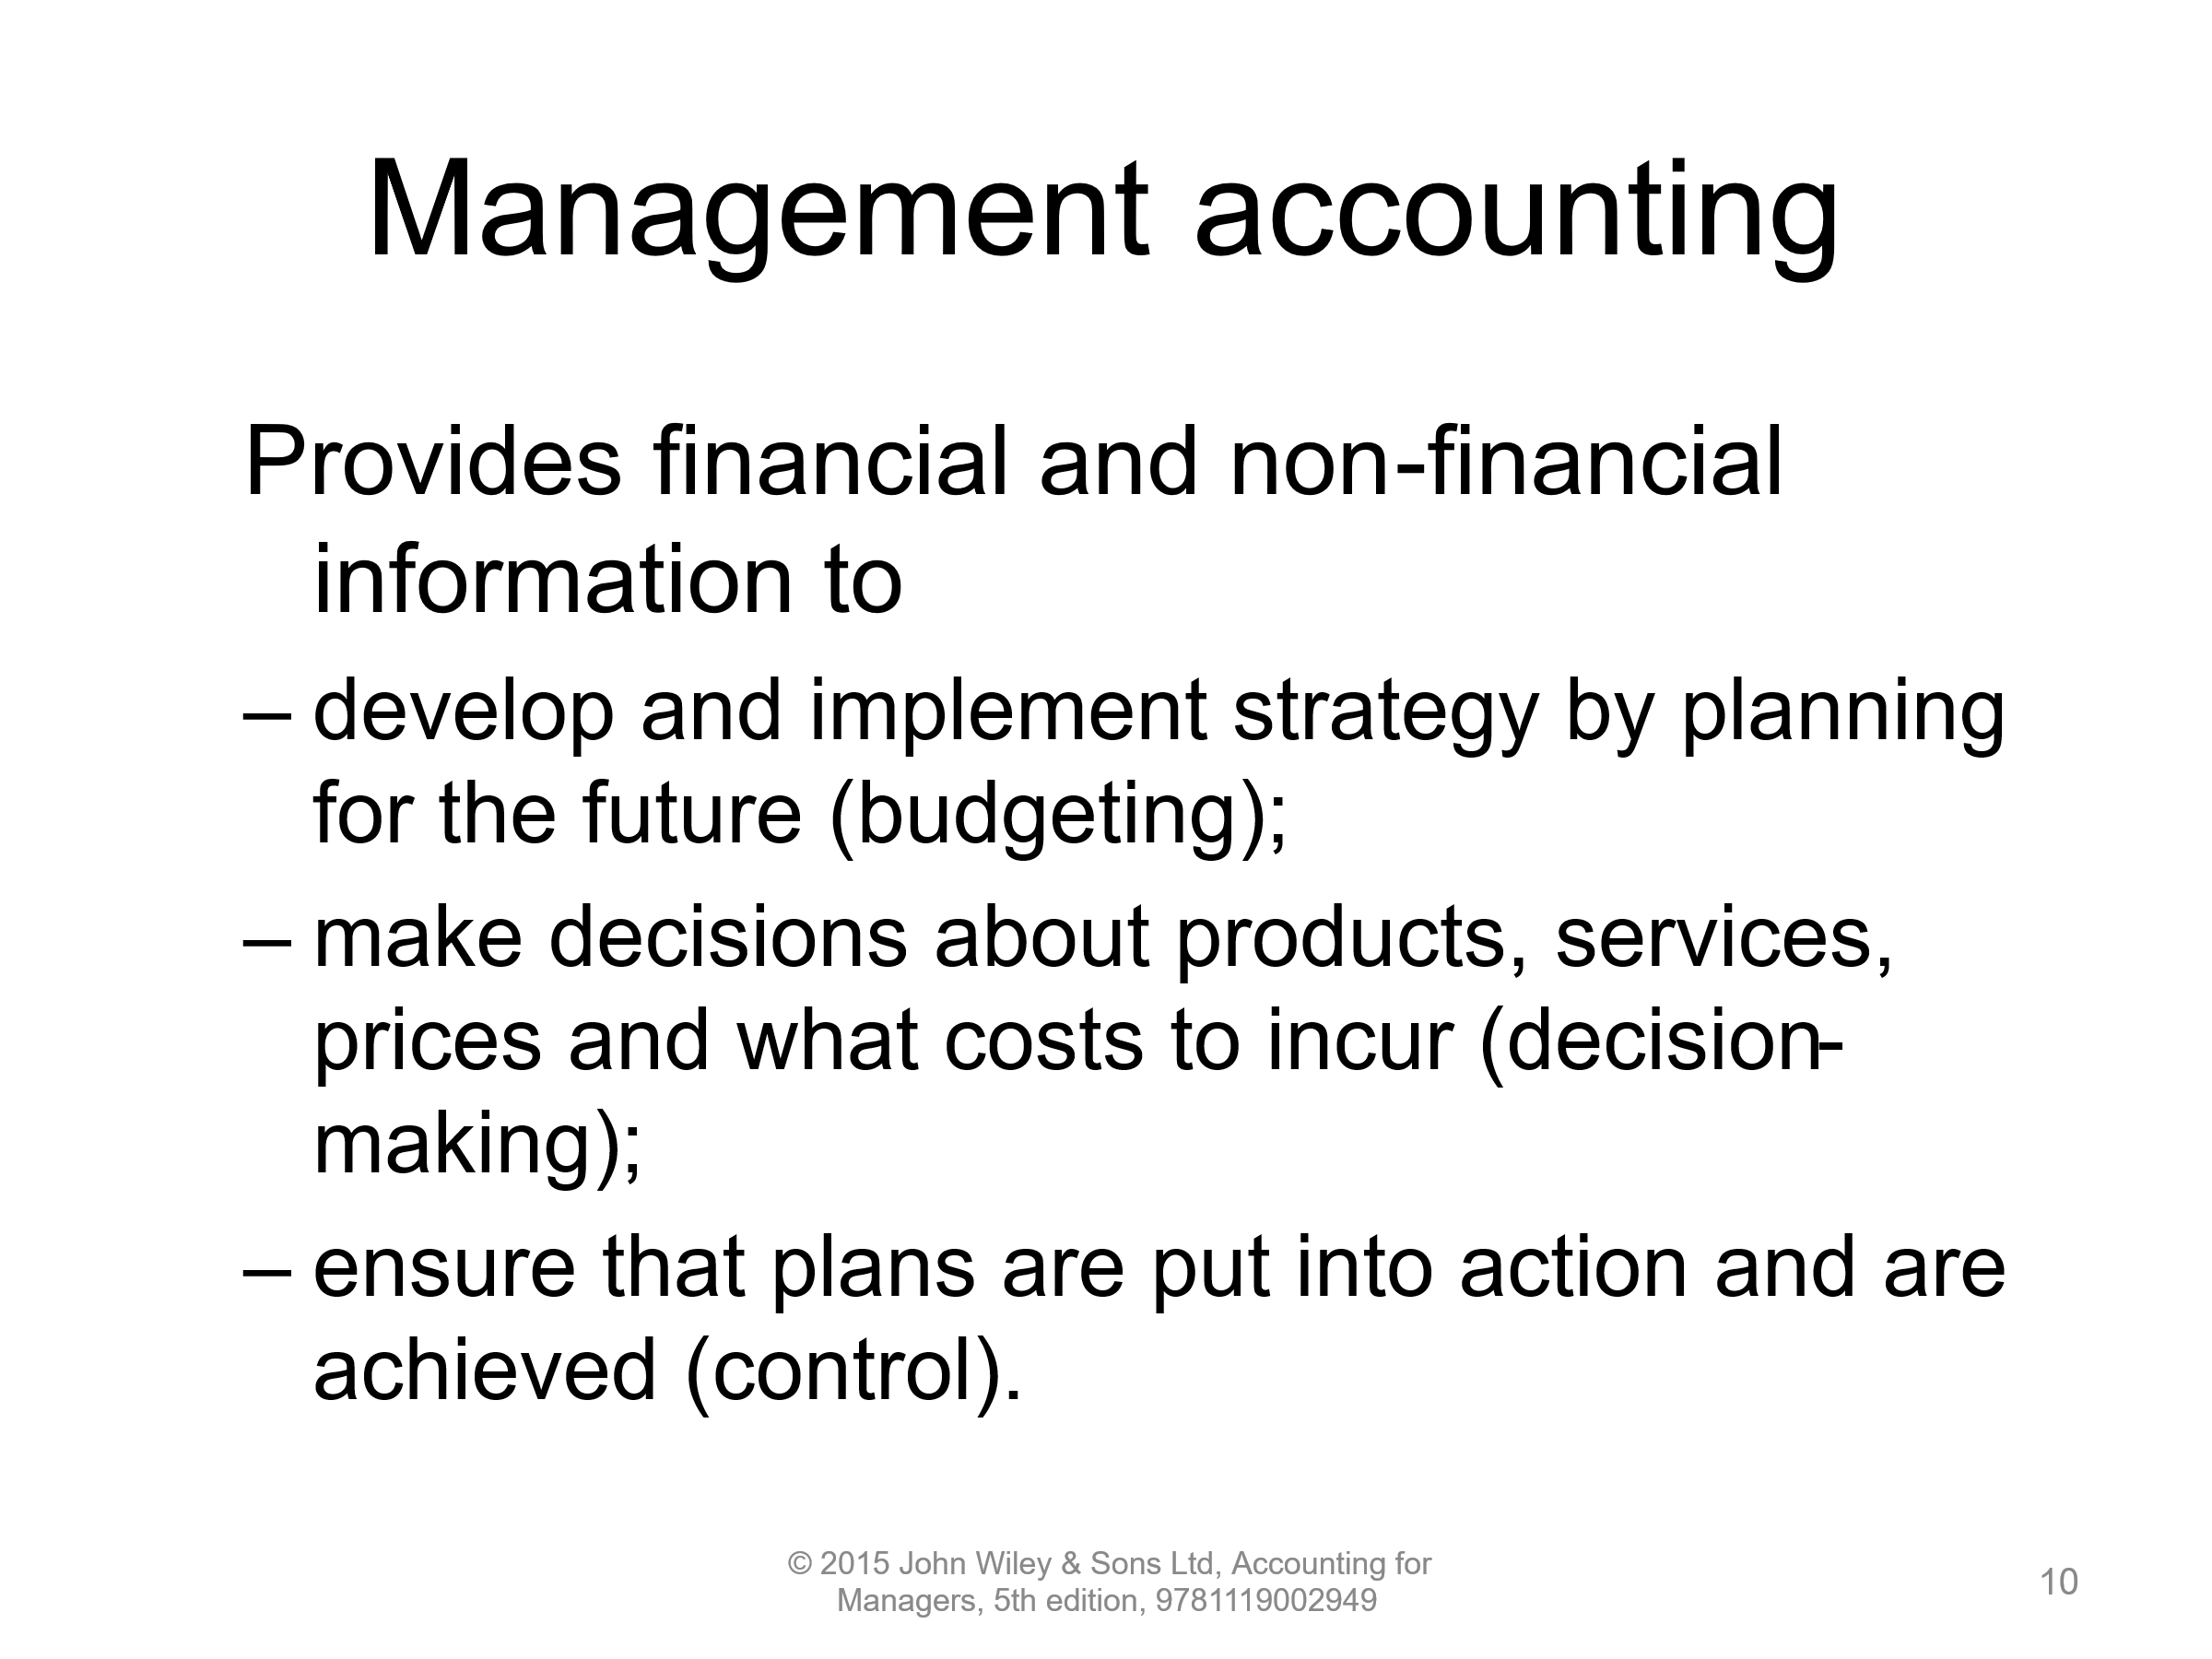 Management accounting
Provides financial and non-financial
information to
– develop and implement strategy by planning
for the future (budgeting);
– make decisions about products, services,
prices and what costs to incur (decision-
making);
– ensure that plans are put into action and are
achieved (control).
© 2015 John Wiley & Sons Ltd, Accounting for
Managers, 5th edition, 9781119002949
10